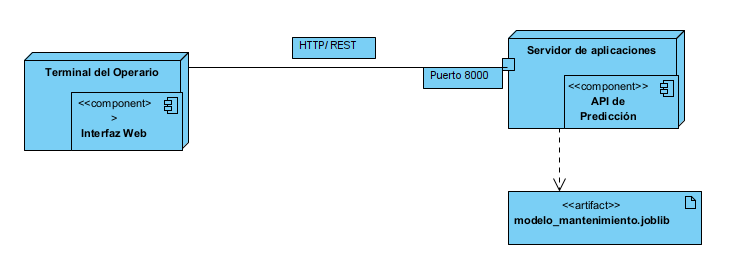 HTTP/ REST
Servidor de aplicaciones
Terminal del Operario
Puerto 8000
<<component>>
API de
Predicción
<<component>
>
Interfaz Web
<<artifact>>
modelo_mantenimiento.joblib